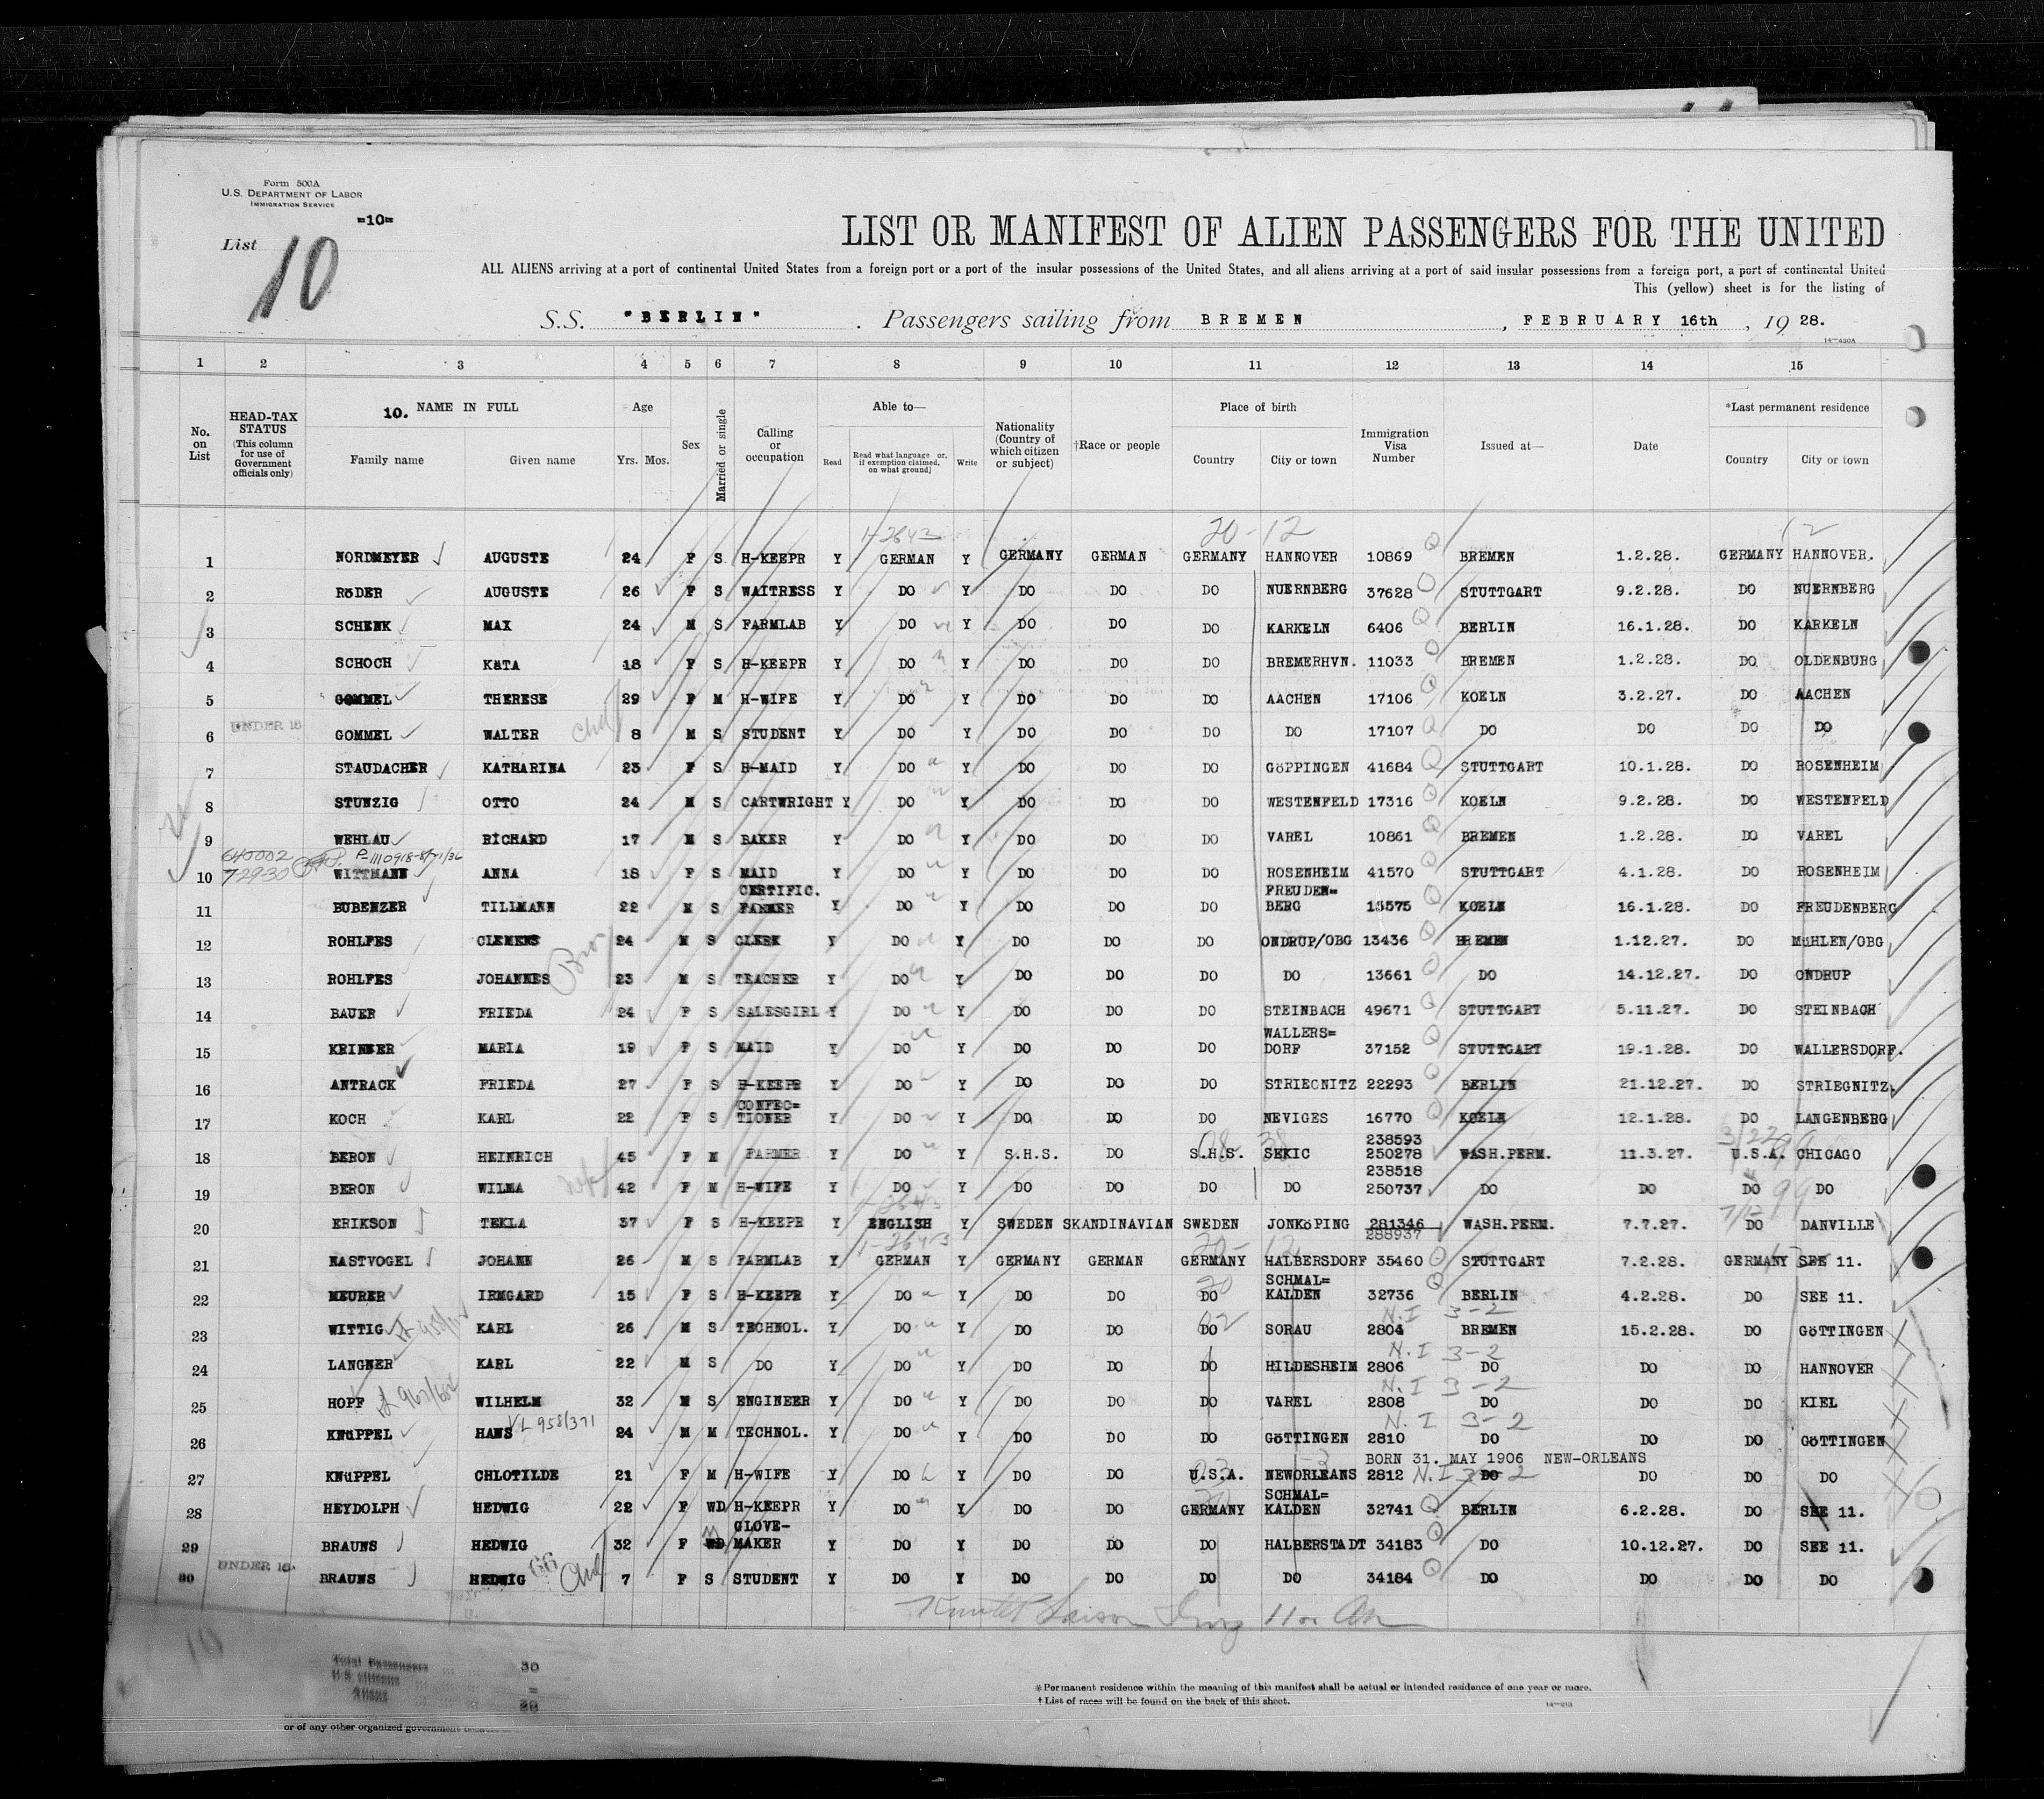 Form 500A
U.S. DEPARTMENT OF LABOR
IMMIGRATION SERVICE
=10=
List 10
LIST OR MANIFEST OF ALIEN PASSENGERS FOR THE UNITED
ALL ALIENS arriving at a port of continental United States from a foreign port or a port of the insular possessions of the United States, and all aliens arriving at a port of said insular possessions from a foreign port, a port of continental United
This (yellow) sheet is for the listing of
S.S. "BERLIN" . Passengers sailing from BREMEN , FEBRUARY 16th , 1928.
14—430A
1 2 3 4 5 6 7 8 9 10 11 12 13 14 15
No. on List
HEAD-TAX STATUS (This column for use of Government officials only)
10. NAME IN FULL Family name Given name
Age Yrs. Mos.
Sex
Married or single
Calling or occupation
Able to— Read Read what language or, if exemption claimed, on what ground] Write
Nationality (Country of which citizen or subject)
†Race or people
Place of birth Country City or town
Immigration Visa Number
Issued at—
Date
*Last permanent residence Country City or town
1-2643 20-12 12
1 NORDMEYER AUGUSTE 24 F S H-KEEPR Y GERMAN Y GERMANY GERMAN GERMANY HANNOVER 10869 BREMEN 1.2.28. GERMANY HANNOVER.
2 RöDER AUGUSTE 26 F S WAITRESS Y DO Y DO DO DO NUERNBERG 37628 STUTTGART 9.2.28. DO NUERNBERG
3 SCHENK MAX 24 M S FARMLAB Y DO Y DO DO DO KARKELN 6406 BERLIN 16.1.28. DO KARKELN
4 SCHOCH KäTA 18 F S H-KEEPR Y DO Y DO DO DO BREMERHVN. 11033 BREMEN 1.2.28. DO OLDENBURG
5 GOMMEL THERESE 29 F M H-WIFE Y DO Y DO DO DO AACHEN 17106 KOELN 3.2.27. DO AACHEN
6 UNDER 16 GOMMEL WALTER Chd 8 M S STUDENT Y DO Y DO DO DO DO 17107 DO DO DO DO
7 STAUDACHER KATHARINA 23 F S H-MAID Y DO Y DO DO DO GöPPINGEN 41684 STUTTGART 10.1.28. DO ROSENHEIM
8 STUNZIG OTTO 24 M S CARTWRIGHT Y DO Y DO DO DO WESTENFELD 17316 KOELN 9.2.28. DO WESTENFELD
9 WEHLAU RICHARD 17 M S BAKER Y DO Y DO DO DO VAREL 10861 BREMEN 1.2.28. DO VAREL
640002
10 72930 WITTMANN ANNA 18 F S MAID Y DO Y DO DO DO ROSENHEIM 41570 STUTTGART 4.1.28. DO ROSENHEIM
CERTIFIC. FREUDEN=
11 BUBENZER TILLMANN 22 M S FARMER Y DO Y DO DO DO BERG 15575 KOELN 16.1.28. DO FREUDENBERG
12 ROHLFES CLEMENS 24 M S CLERK Y DO Y DO DO DO ONDRUP/OBG 13436 BREMEN 1.12.27. DO MüHLEN/OBG
13 ROHLFES JOHANNES 23 M S TEACHER Y DO Y DO DO DO DO 13661 DO 14.12.27. DO ONDRUP
14 BAUER FRIEDA 24 F S SALESGIRL Y DO Y DO DO DO STEINBACH 49671 STUTTGART 5.11.27. DO STEINBACH
WALLERS=
15 MARIA 19 F S MAID Y DO Y DO DO DO DORF 37152 STUTTGART 19.1.28. DO WALLERSDORF.
16 ANTRACK FRIEDA 27 F S H-KEEPR Y DO Y DO DO DO STRIEGNITZ 22293 BERLIN 21.12.27. DO STRIEGNITZ.
CONFEC=
17 KOCH KARL 22 F S TIONER Y DO Y DO DO DO NEVIGES 16770 KOELN 12.1.28. DO LANGENBERG
238593
18 BERON HEINRICH 45 F M FARMER Y DO Y S.H.S. DO S.H.S. SEKIC 250278 WASH.PERM. 11.3.27. U.S.A. CHICAGO
238518
19 BERON WILMA 42 F M H-WIFE Y DO Y DO DO DO DO 250737 DO DO DO DO
20 ERIKSON TEKLA 37 F S H-KEEPR Y ENGLISH Y SWEDEN SKANDINAVIAN SWEDEN JONKöPING 281346 WASH.PERM. 7.7.27. DO DANVILLE
288937
21 NASTVOGEL JOHANN 26 M S FARMLAB Y GERMAN Y GERMANY GERMAN GERMANY HALBERSDORF 35460 STUTTGART 7.2.28. GERMANY SEE 11.
SCHMAL=
22 MEURER IRMGARD 15 F S H-KEEPR Y DO Y DO DO DO KALDEN 32736 BERLIN 4.2.28. DO SEE 11.
N.I 3-2
23 WITTIG KARL 26 M S TECHNOL. Y DO Y DO DO DO SORAU 2804 BREMEN 15.2.28. DO GöTTINGEN
N.I 3-2
24 LANGNER KARL 22 M S DO Y DO Y DO DO DO HILDESHEIM 2806 DO DO DO HANNOVER
N.I 3-2
25 HOPF WILHELM 32 M S ENGINEER Y DO Y DO DO DO VAREL 2808 DO DO DO KIEL
L 958/371 N.I 3-2
26 KNüPPEL HANS 24 M M TECHNOL. Y DO Y DO DO DO GöTTINGEN 2810 DO DO DO GöTTINGEN
BORN 31. MAY 1906 NEW-ORLEANS
27 KNüPPEL CHLOTILDE 21 F M H-WIFE Y DO Y DO DO U.S.A. NEWORLEANS 2812 N.I 3-2 DO DO DO DO
SCHMAL=
28 HEYDOLPH HEDWIG 22 F WD H-KEEPR Y DO Y DO DO GERMANY KALDEN 32741 BERLIN 6.2.28. DO SEE 11.
GLOVE-
29 BRAUNS HEDWIG 32 F WD MAKER Y DO Y DO DO DO HALBERSTADT 34183 DO 10.12.27. DO SEE 11.
30 UNDER 16. BRAUNS HEDWIG Chd 7 F S STUDENT Y DO Y DO DO DO DO 34184 DO DO DO DO
Total Passengers 30
U.S. citizens =
Aliens 30
*Permanent residence within the meaning of this manifest shall be actual or intended residence of one year or more.
†List of races will be found on the back of this sheet.
or of any other organized government